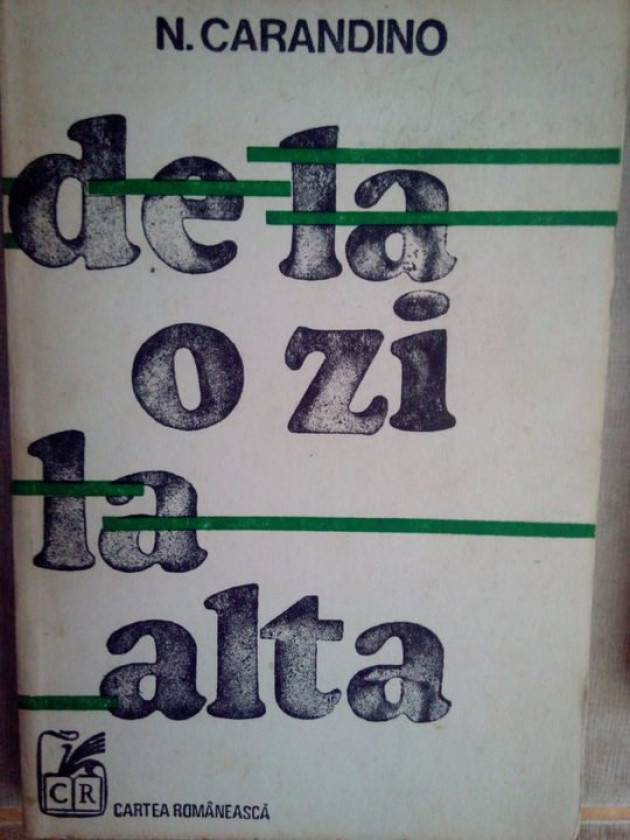 N. CARANDINO
de la
o zi
la
alta
CR
CARTEA ROMÂNEASCĂ